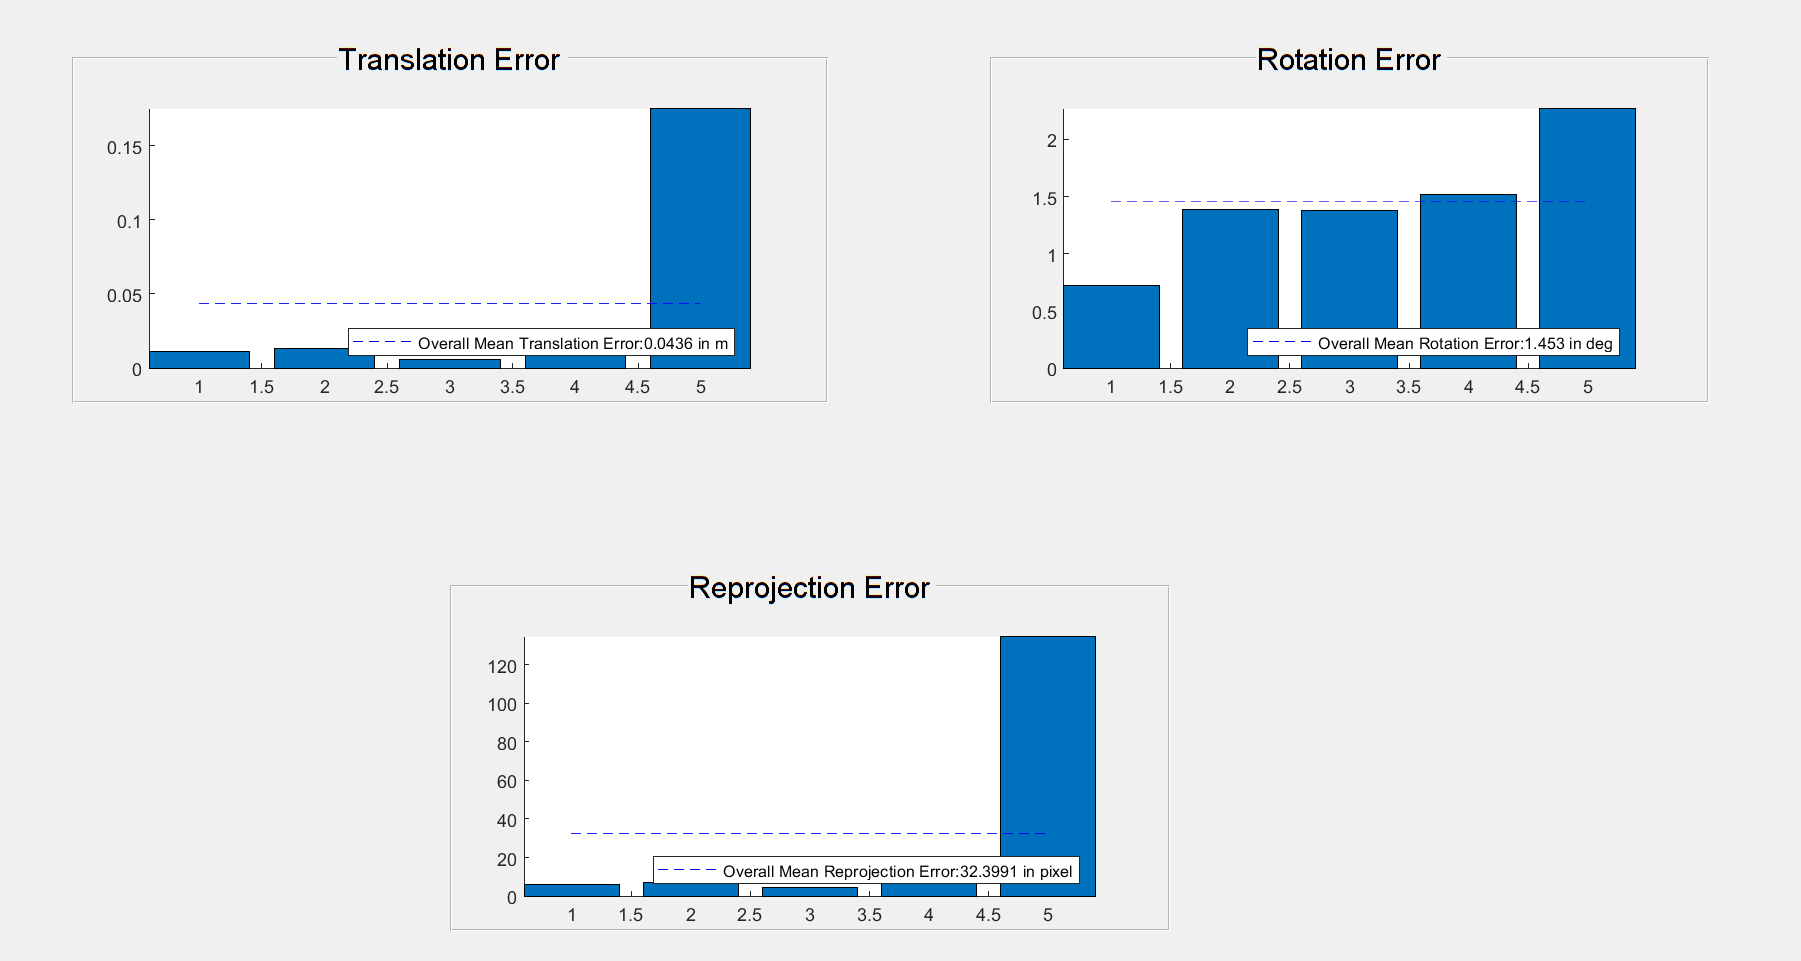 Translation Error
0.15
0.1
0.05
0
Overall Mean Translation Error:0.0436 in m
1 1.5 2 2.5 3 3.5 4 4.5 5
Rotation Error
2
1.5
1
0.5
0
Overall Mean Rotation Error:1.453 in deg
1 1.5 2 2.5 3 3.5 4 4.5 5
Reprojection Error
120
100
80
60
40
20
0
Overall Mean Reprojection Error:32.3991 in pixel
1 1.5 2 2.5 3 3.5 4 4.5 5